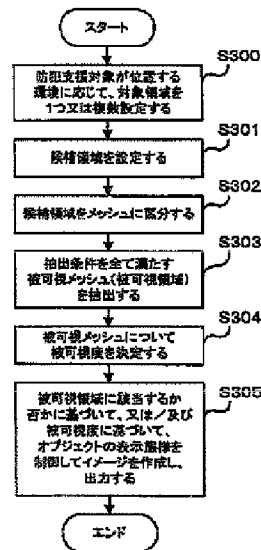 スタート
S300
防犯支援対象が位置する
環境に応じて、対象領域を
1つ又は複数設定する
S301
候補領域を設定する
S302
候補領域をメッシュに区分する
S303
抽出条件を全て満たす
被可視メッシュ(被可視領域)
を抽出する
S304
被可視メッシュについて
被可視度を決定する
S305
被可視領域に該当するか
否かに基づいて、又は/及び
被可視度に基づいて、
オブジェクトの表示態様を
制御してイメージを作成し、
出力する
エンド